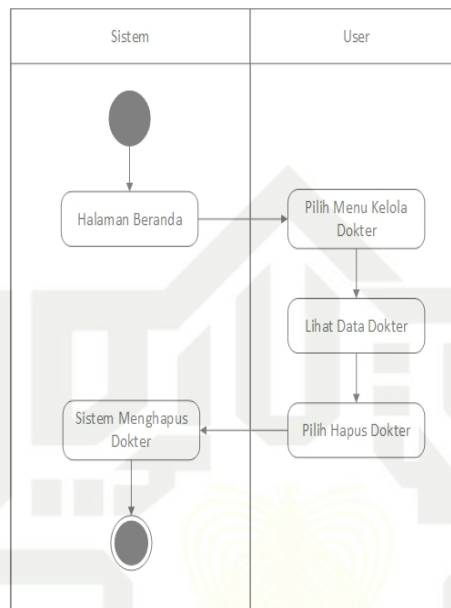 Sistem
User
Halaman Beranda
Pilih Menu Kelola
Dokter
Lihat Data Dokter
Pilih Hapus Dokter
Sistem Menghapus
Dokter